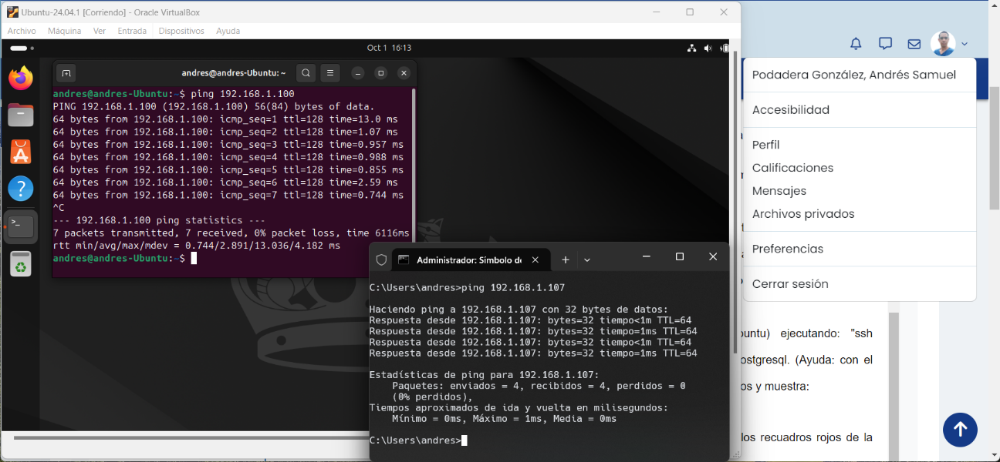 Ubuntu-24.04.1 [Corriendo] - Oracle VirtualBox
Archivo Máquina Ver Entrada Dispositivos Ayuda
Oct 1 16:13
andres@andres-Ubuntu: ~
andres@andres-Ubuntu:~$ ping 192.168.1.100
PING 192.168.1.100 (192.168.1.100) 56(84) bytes of data.
64 bytes from 192.168.1.100: icmp_seq=1 ttl=128 time=13.0 ms
64 bytes from 192.168.1.100: icmp_seq=2 ttl=128 time=1.07 ms
64 bytes from 192.168.1.100: icmp_seq=3 ttl=128 time=0.957 ms
64 bytes from 192.168.1.100: icmp_seq=4 ttl=128 time=0.988 ms
64 bytes from 192.168.1.100: icmp_seq=5 ttl=128 time=0.855 ms
64 bytes from 192.168.1.100: icmp_seq=6 ttl=128 time=2.59 ms
64 bytes from 192.168.1.100: icmp_seq=7 ttl=128 time=0.744 ms
^C
--- 192.168.1.100 ping statistics ---
7 packets transmitted, 7 received, 0% packet loss, time 6116ms
rtt min/avg/max/mdev = 0.744/2.891/13.036/4.182 ms
andres@andres-Ubuntu:~$
Administrador: Símbolo de
C:\Users\andres>ping 192.168.1.107
Haciendo ping a 192.168.1.107 con 32 bytes de datos:
Respuesta desde 192.168.1.107: bytes=32 tiempo<1m TTL=64
Respuesta desde 192.168.1.107: bytes=32 tiempo=1ms TTL=64
Respuesta desde 192.168.1.107: bytes=32 tiempo<1m TTL=64
Respuesta desde 192.168.1.107: bytes=32 tiempo=1ms TTL=64
Estadísticas de ping para 192.168.1.107:
Paquetes: enviados = 4, recibidos = 4, perdidos = 0
(0% perdidos),
Tiempos aproximados de ida y vuelta en milisegundos:
Mínimo = 0ms, Máximo = 1ms, Media = 0ms
C:\Users\andres>
Podadera González, Andrés Samuel
Accesibilidad
Perfil
Calificaciones
Mensajes
Archivos privados
Preferencias
Cerrar sesión
buntu) ejecutando: "ssh
ostgresql. (Ayuda: con el
os y muestra:
los recuadros rojos de la